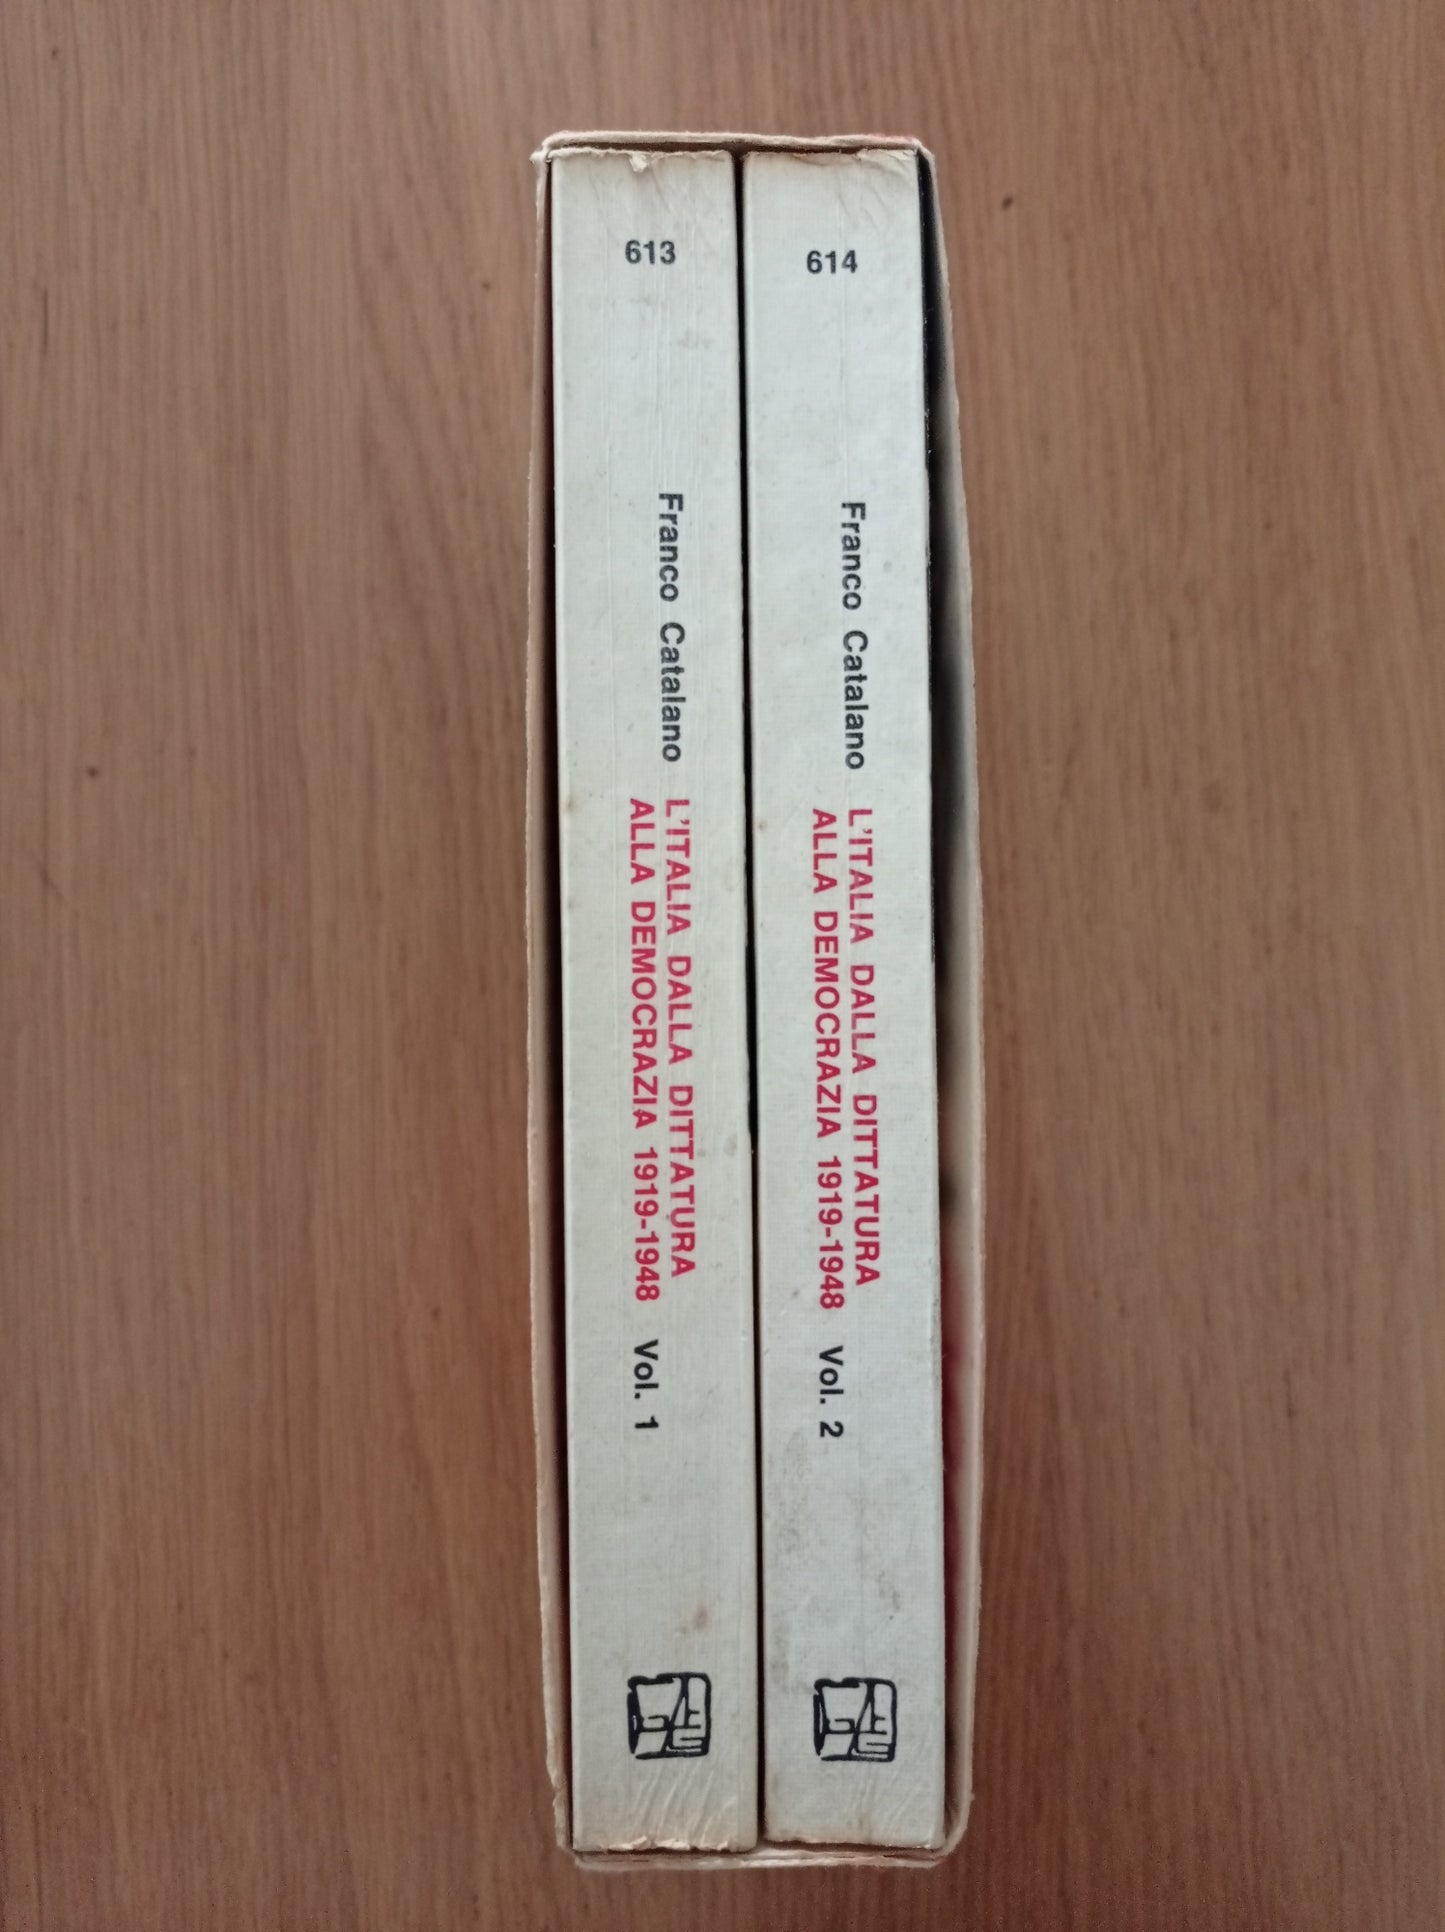 613
Franco Catalano
L'ITALIA DALLA DITTATURA
ALLA DEMOCRAZIA 1919-1948 Vol. 1
614
Franco Catalano
L'ITALIA DALLA DITTATURA
ALLA DEMOCRAZIA 1919-1948 Vol. 2